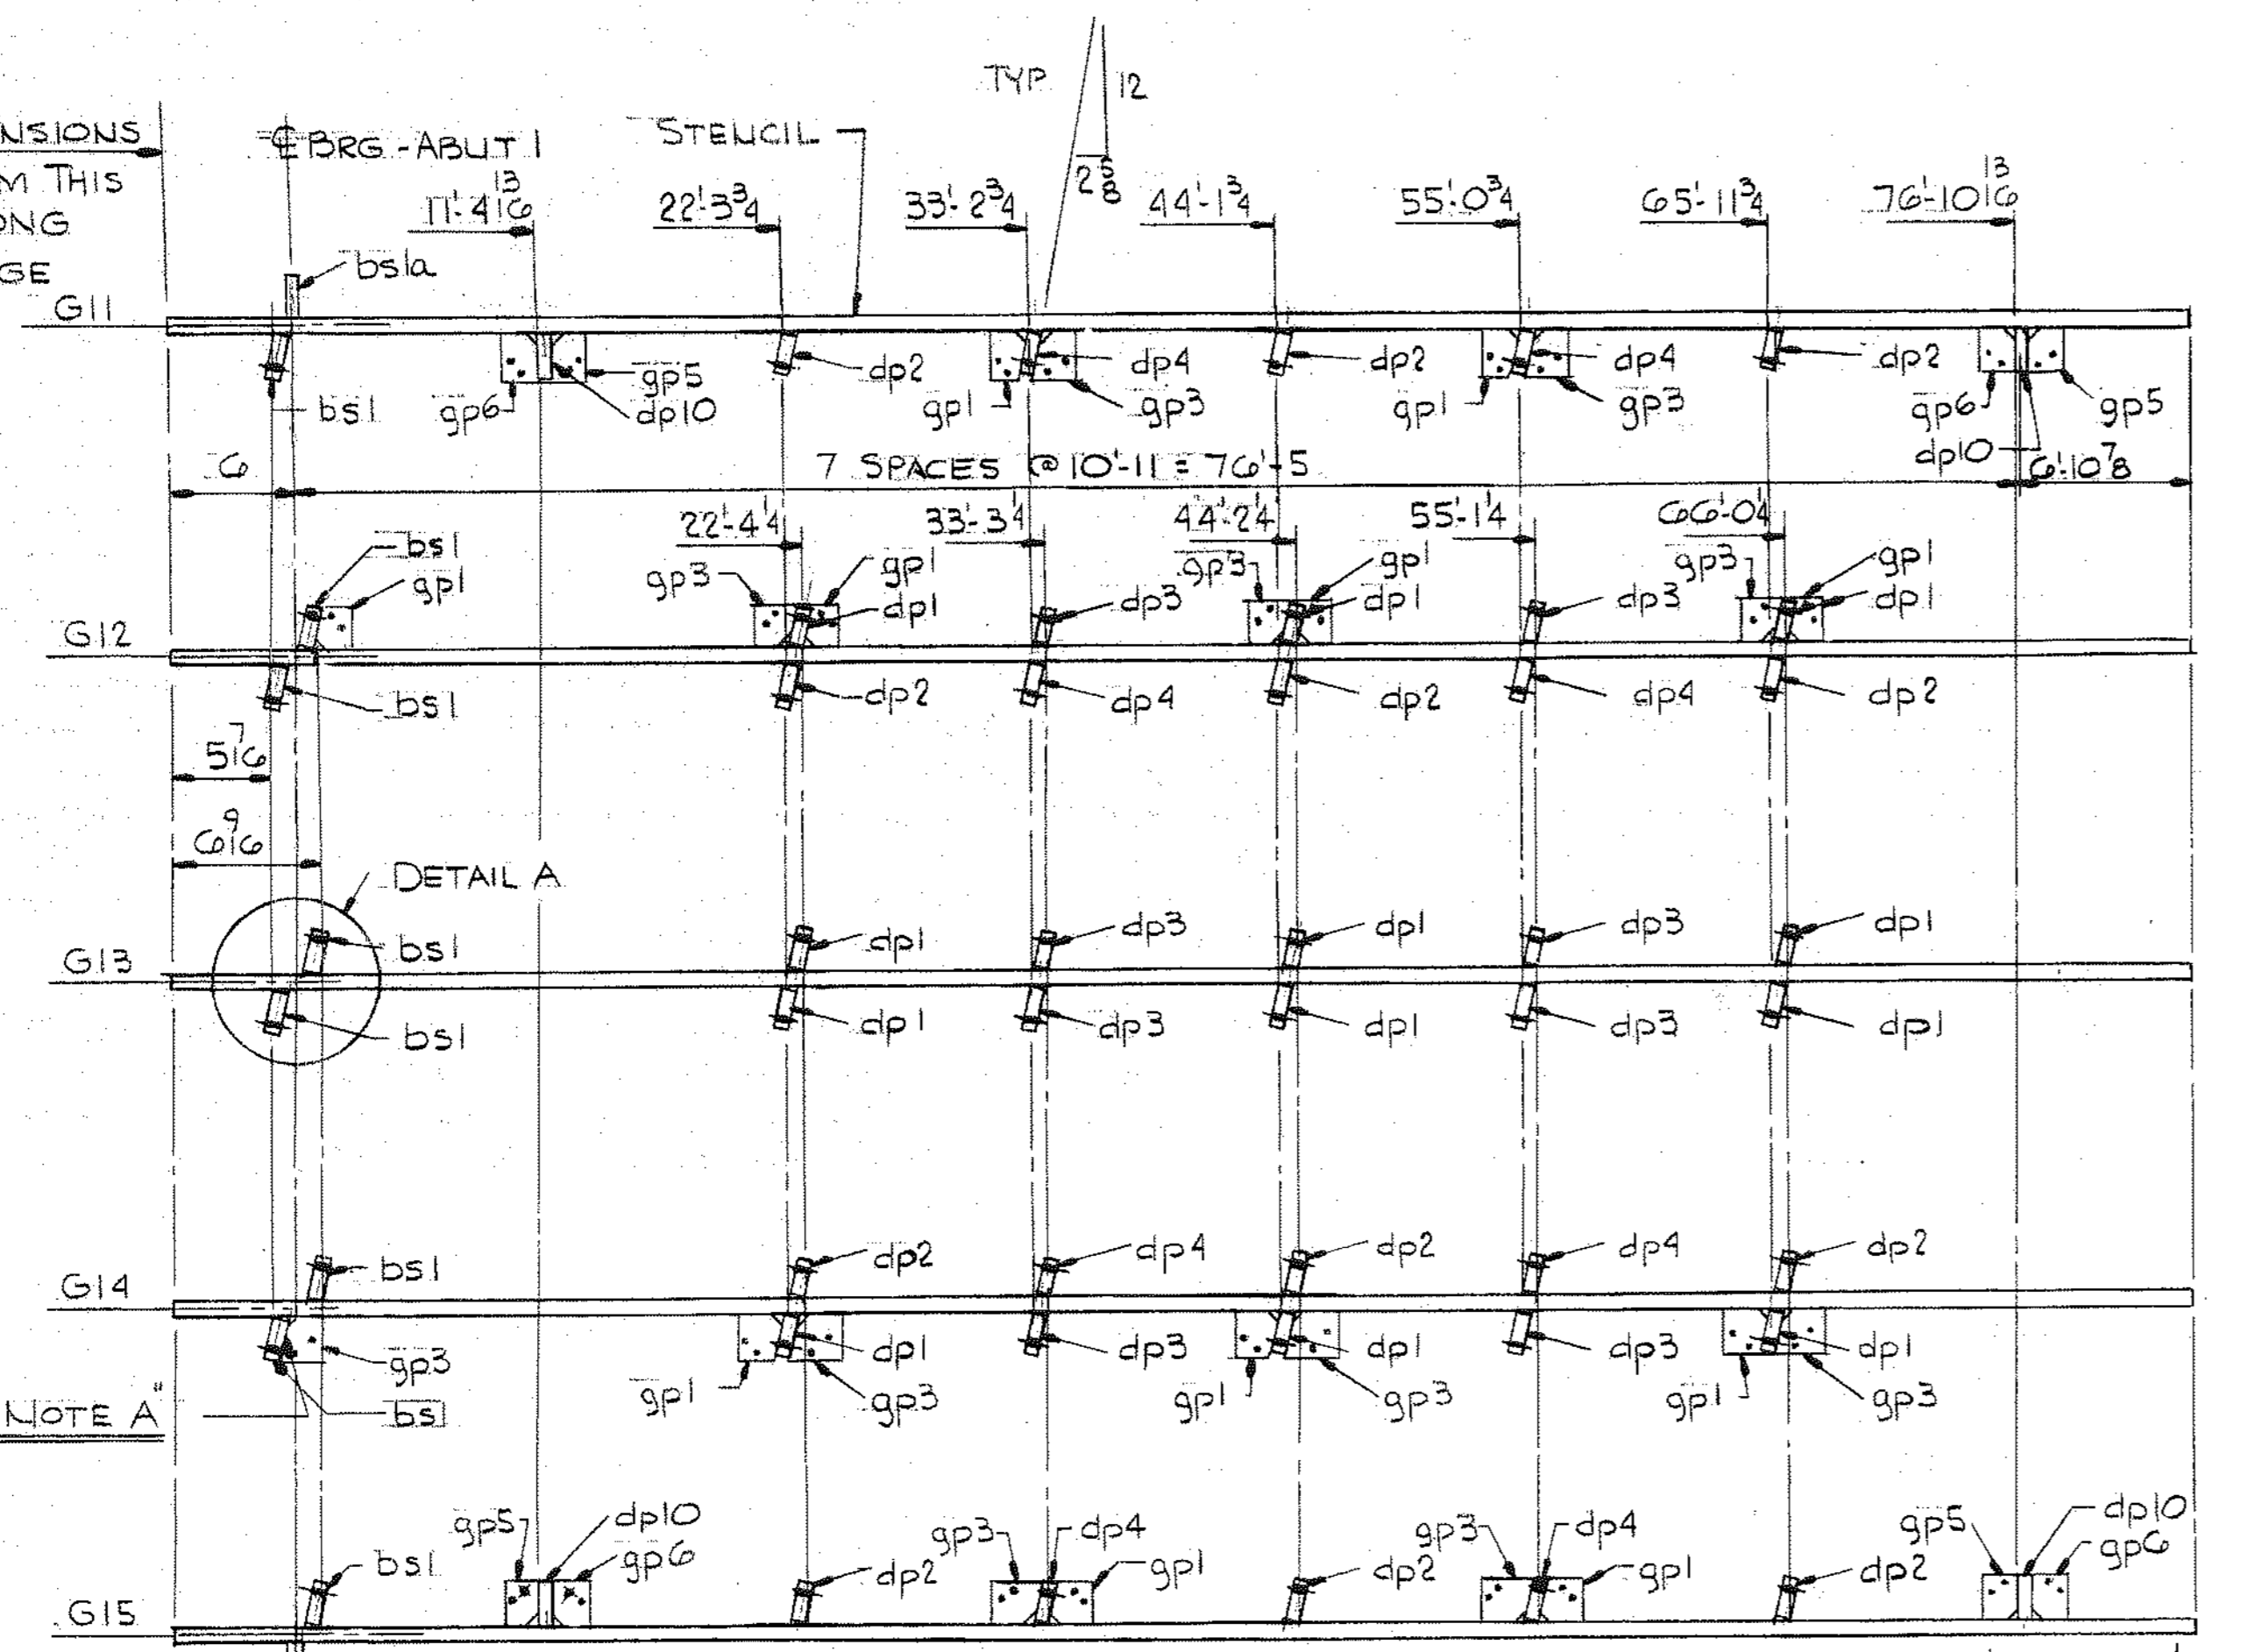 TYP
12
2 5/8
NSIONS
M THIS
ONG
GE
℄ BRG.-ABUT 1
STENCIL
11'-4 13/16
22'-3 3/4
33'-2 3/4
44'-1 3/4
55'-0 3/4
65'-11 3/4
76'-10 13/16
bs1a
G11
bs1
gp6
gp5
dp10
dp2
gp1
dp4
gp3
dp2
gp1
dp4
gp3
dp2
gp6
gp5
dp10
6
7 SPACES @ 10'-11 = 76'-5
6'-10 7/8
22'-4 1/4
33'-3 1/4
44'-2 1/4
55'-1 1/4
66'-0 1/4
bs1
gp1
gp3
gp1
dp1
dp3
gp3
gp1
dp1
dp3
gp3
gp1
dp1
G12
bs1
dp2
dp4
dp2
dp4
dp2
5 7/16
6 9/16
DETAIL A
G13
bs1
dp1
dp3
dp1
dp3
dp1
bs1
dp1
dp3
dp1
dp3
dp1
G14
bs1
dp2
dp4
dp2
dp4
dp2
gp3
bs1
gp1
dp1
gp3
dp3
gp1
dp1
gp3
dp3
gp1
dp1
gp3
NOTE A"
G15
bs1
gp5
dp10
gp6
dp2
gp3
dp4
gp1
dp2
gp3
dp4
gp1
dp2
gp5
dp10
gp6